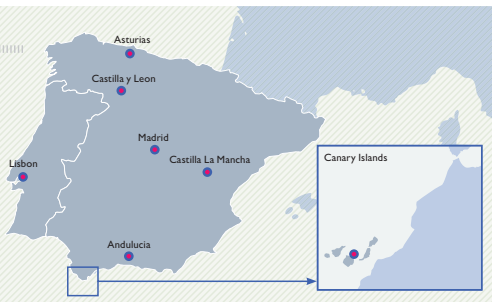 Asturias
Castilla y Leon
Madrid
Castilla La Mancha
Canary Islands
Lisbon
Andulucia